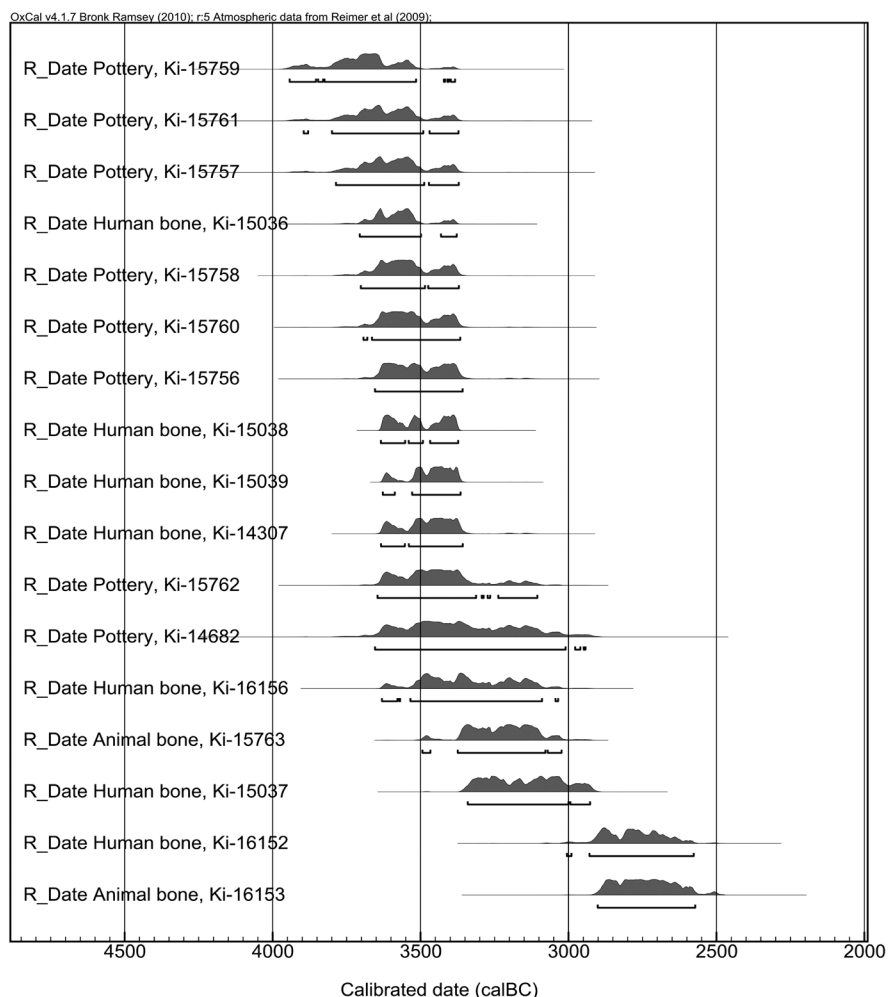 OxCal v4.1.7 Bronk Ramsey (2010); r:5 Atmospheric data from Reimer et al (2009);
R_Date Pottery, Ki-15759
R_Date Pottery, Ki-15761
R_Date Pottery, Ki-15757
R_Date Human bone, Ki-15036
R_Date Pottery, Ki-15758
R_Date Pottery, Ki-15760
R_Date Pottery, Ki-15756
R_Date Human bone, Ki-15038
R_Date Human bone, Ki-15039
R_Date Human bone, Ki-14307
R_Date Pottery, Ki-15762
R_Date Pottery, Ki-14682
R_Date Human bone, Ki-16156
R_Date Animal bone, Ki-15763
R_Date Human bone, Ki-15037
R_Date Human bone, Ki-16152
R_Date Animal bone, Ki-16153
4500 4000 3500 3000 2500 2000
Calibrated date (calBC)